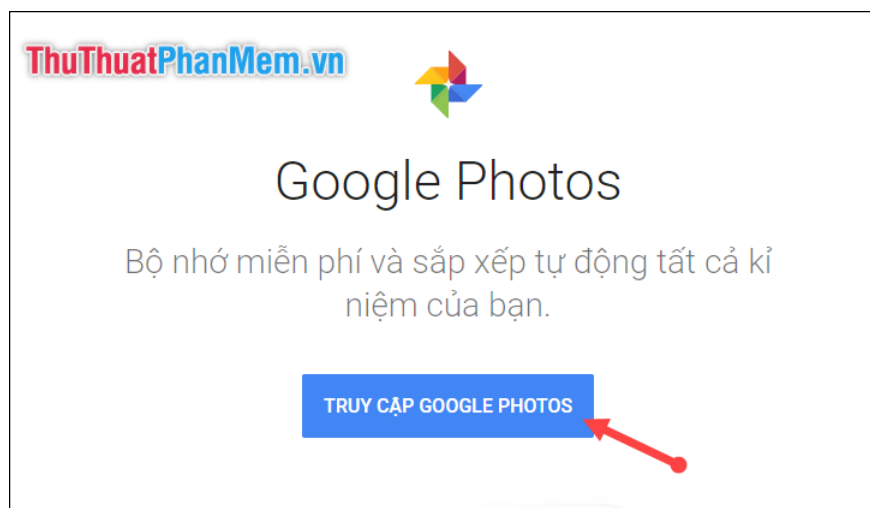 ThuThuatPhanMem.vn
Google Photos
Bộ nhớ miễn phí và sắp xếp tự động tất cả kỉ
niệm của bạn.
TRUY CẬP GOOGLE PHOTOS